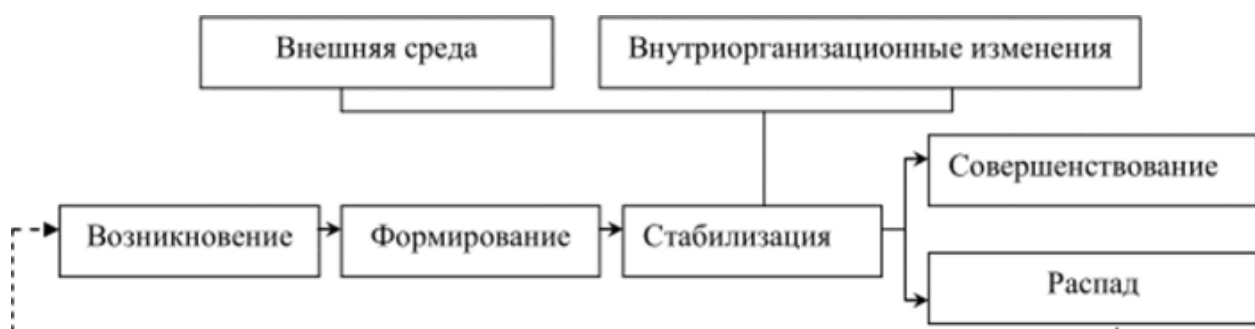 Внешняя среда
Внутриорганизационные изменения
Совершенствование
Возникновение
Формирование
Стабилизация
Распад